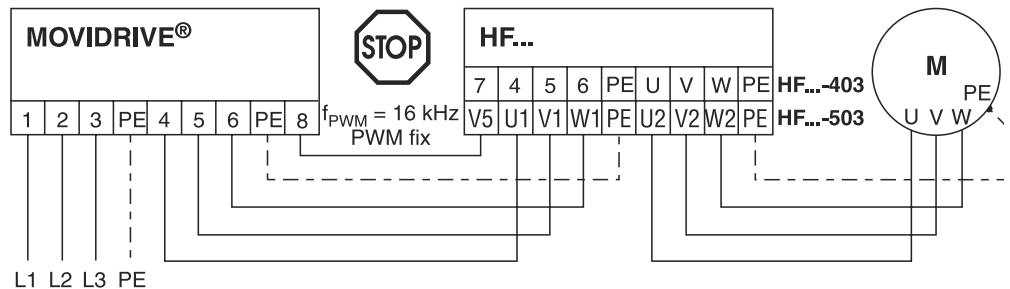 MOVIDRIVE®
STOP
HF...
M
PE
7 4 5 6 PE U V W PE HF...-403
1 2 3 PE 4 5 6 PE 8
fPWM = 16 kHz
PWM fix
V5 U1 V1 W1 PE U2 V2 W2 PE HF...-503
U V W
L1 L2 L3 PE